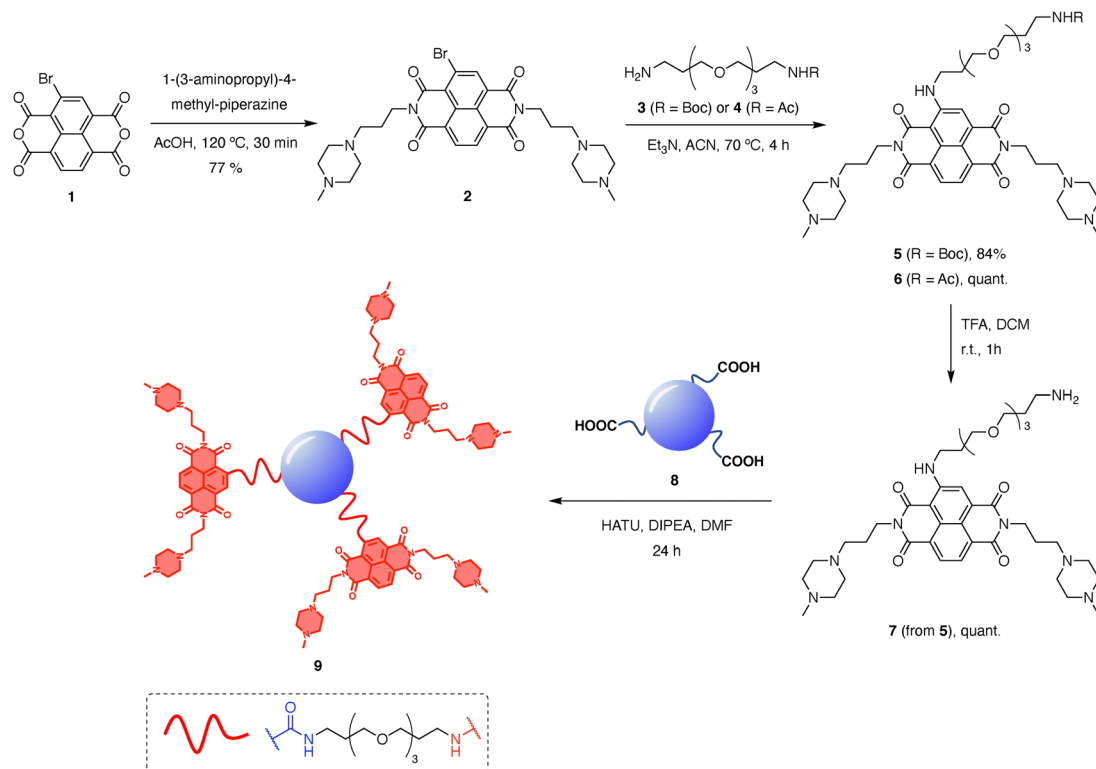 Br
O O O O O O
1
1-(3-aminopropyl)-4-
methyl-piperazine
AcOH, 120 ºC, 30 min
77 %
Br
O O
N N
O O
N N
N N
2
H₂N O NHR
3
3 (R = Boc) or 4 (R = Ac)
Et₃N, ACN, 70 ºC, 4 h
NHR
O
3
HN
O O
N N
O O
N N
N N
5 (R = Boc), 84%
6 (R = Ac), quant.
TFA, DCM
r.t., 1h
NH₂
O
3
HN
O O
N N
O O
N N
N N
7 (from 5), quant.
COOH
HOOC
COOH
8
HATU, DIPEA, DMF
24 h
N N
N O O
O O N
N N
N N
O N O
O N O
N N
O O
N N
O O
N N
N N
9
O
N
H
O
3
HN